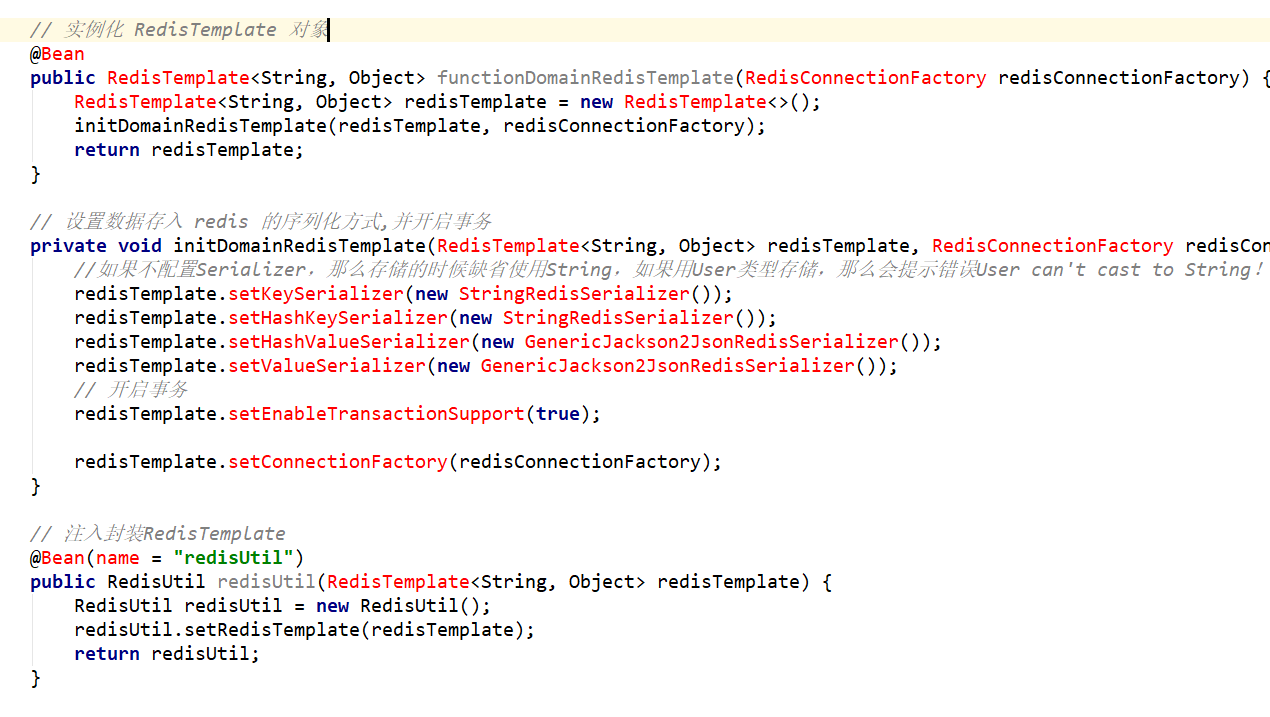 // 实例化 RedisTemplate 对象
@Bean
public RedisTemplate<String, Object> functionDomainRedisTemplate(RedisConnectionFactory redisConnectionFactory) {
    RedisTemplate<String, Object> redisTemplate = new RedisTemplate<>();
    initDomainRedisTemplate(redisTemplate, redisConnectionFactory);
    return redisTemplate;
}
// 设置数据存入 redis 的序列化方式,并开启事务
private void initDomainRedisTemplate(RedisTemplate<String, Object> redisTemplate, RedisConnectionFactory redisCon
    //如果不配置Serializer，那么存储的时候缺省使用String，如果用User类型存储，那么会提示错误User can't cast to String！
    redisTemplate.setKeySerializer(new StringRedisSerializer());
    redisTemplate.setHashKeySerializer(new StringRedisSerializer());
    redisTemplate.setHashValueSerializer(new GenericJackson2JsonRedisSerializer());
    redisTemplate.setValueSerializer(new GenericJackson2JsonRedisSerializer());
    // 开启事务
    redisTemplate.setEnableTransactionSupport(true);
    redisTemplate.setConnectionFactory(redisConnectionFactory);
}
// 注入封装RedisTemplate
@Bean(name = "redisUtil")
public RedisUtil redisUtil(RedisTemplate<String, Object> redisTemplate) {
    RedisUtil redisUtil = new RedisUtil();
    redisUtil.setRedisTemplate(redisTemplate);
    return redisUtil;
}